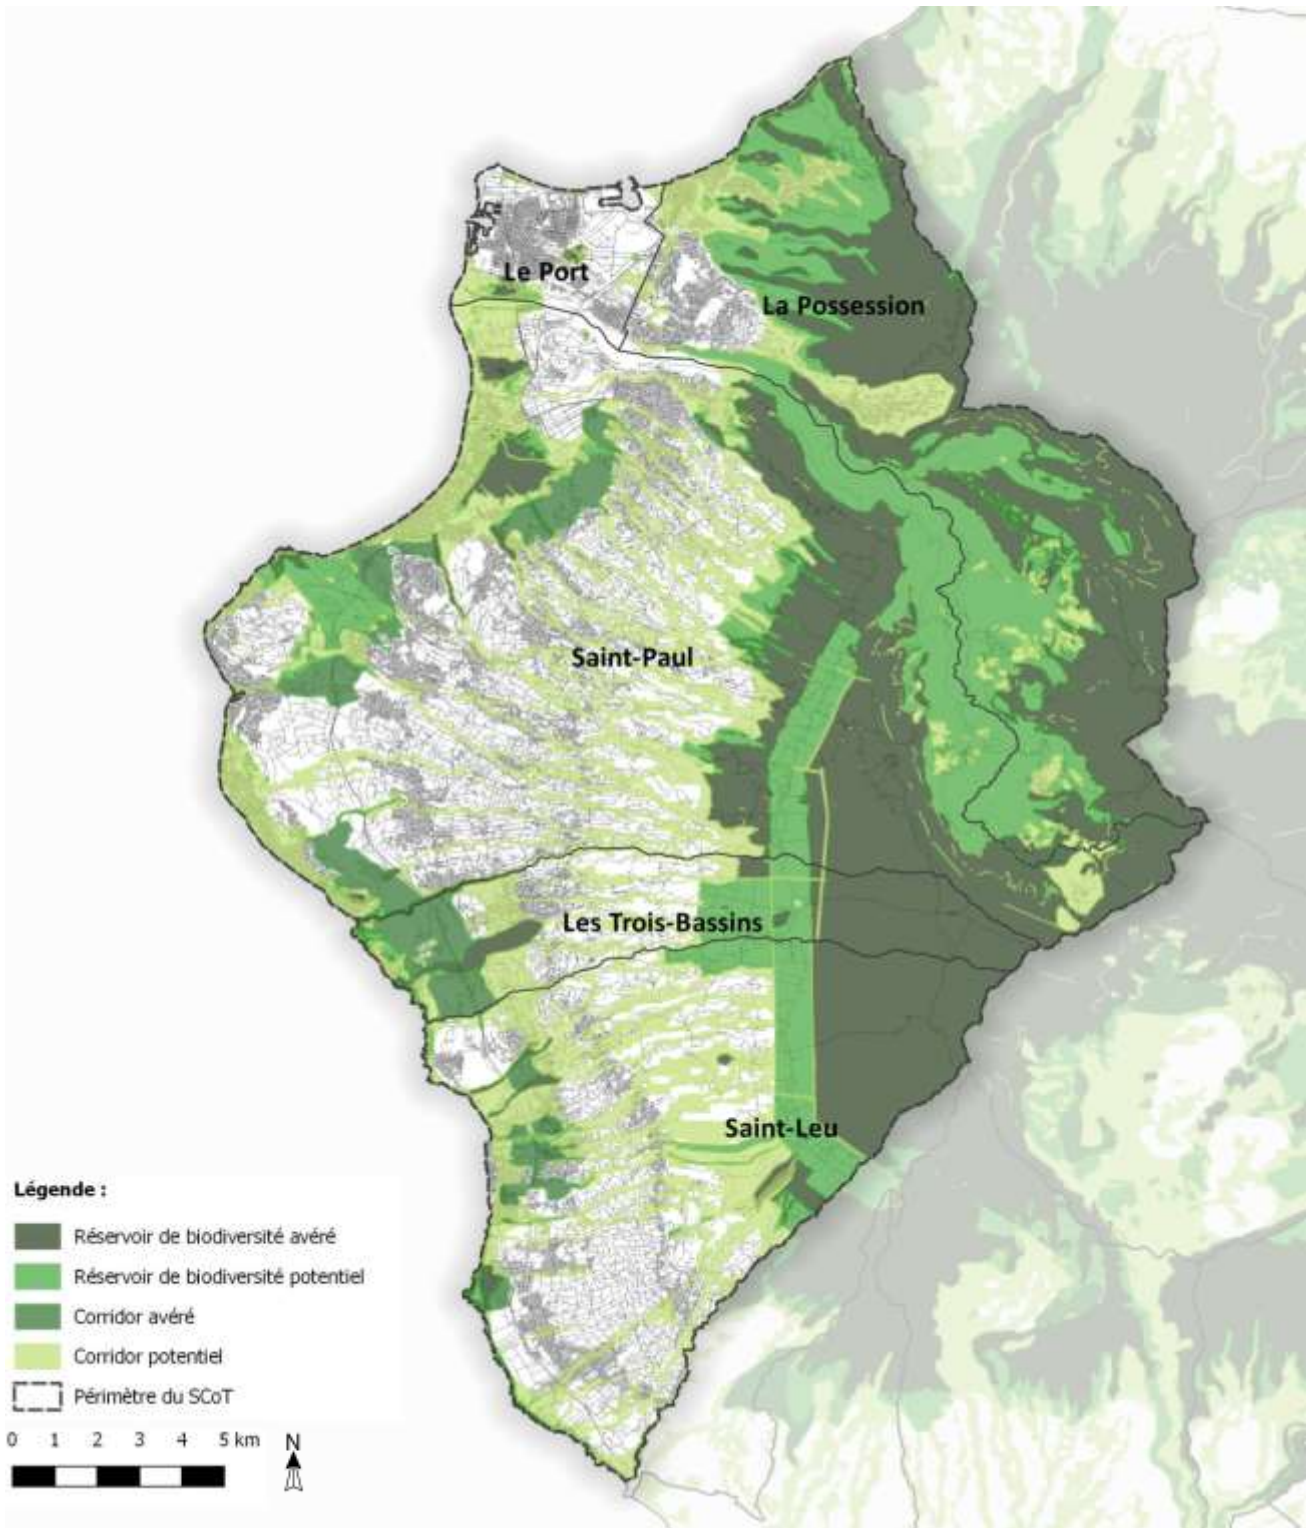 Le Port
La Possession
Saint-Paul
Les Trois-Bassins
Saint-Leu
Légende :
Réservoir de biodiversité avéré
Réservoir de biodiversité potentiel
Corridor avéré
Corridor potentiel
Périmètre du SCoT
0 1 2 3 4 5 km
N